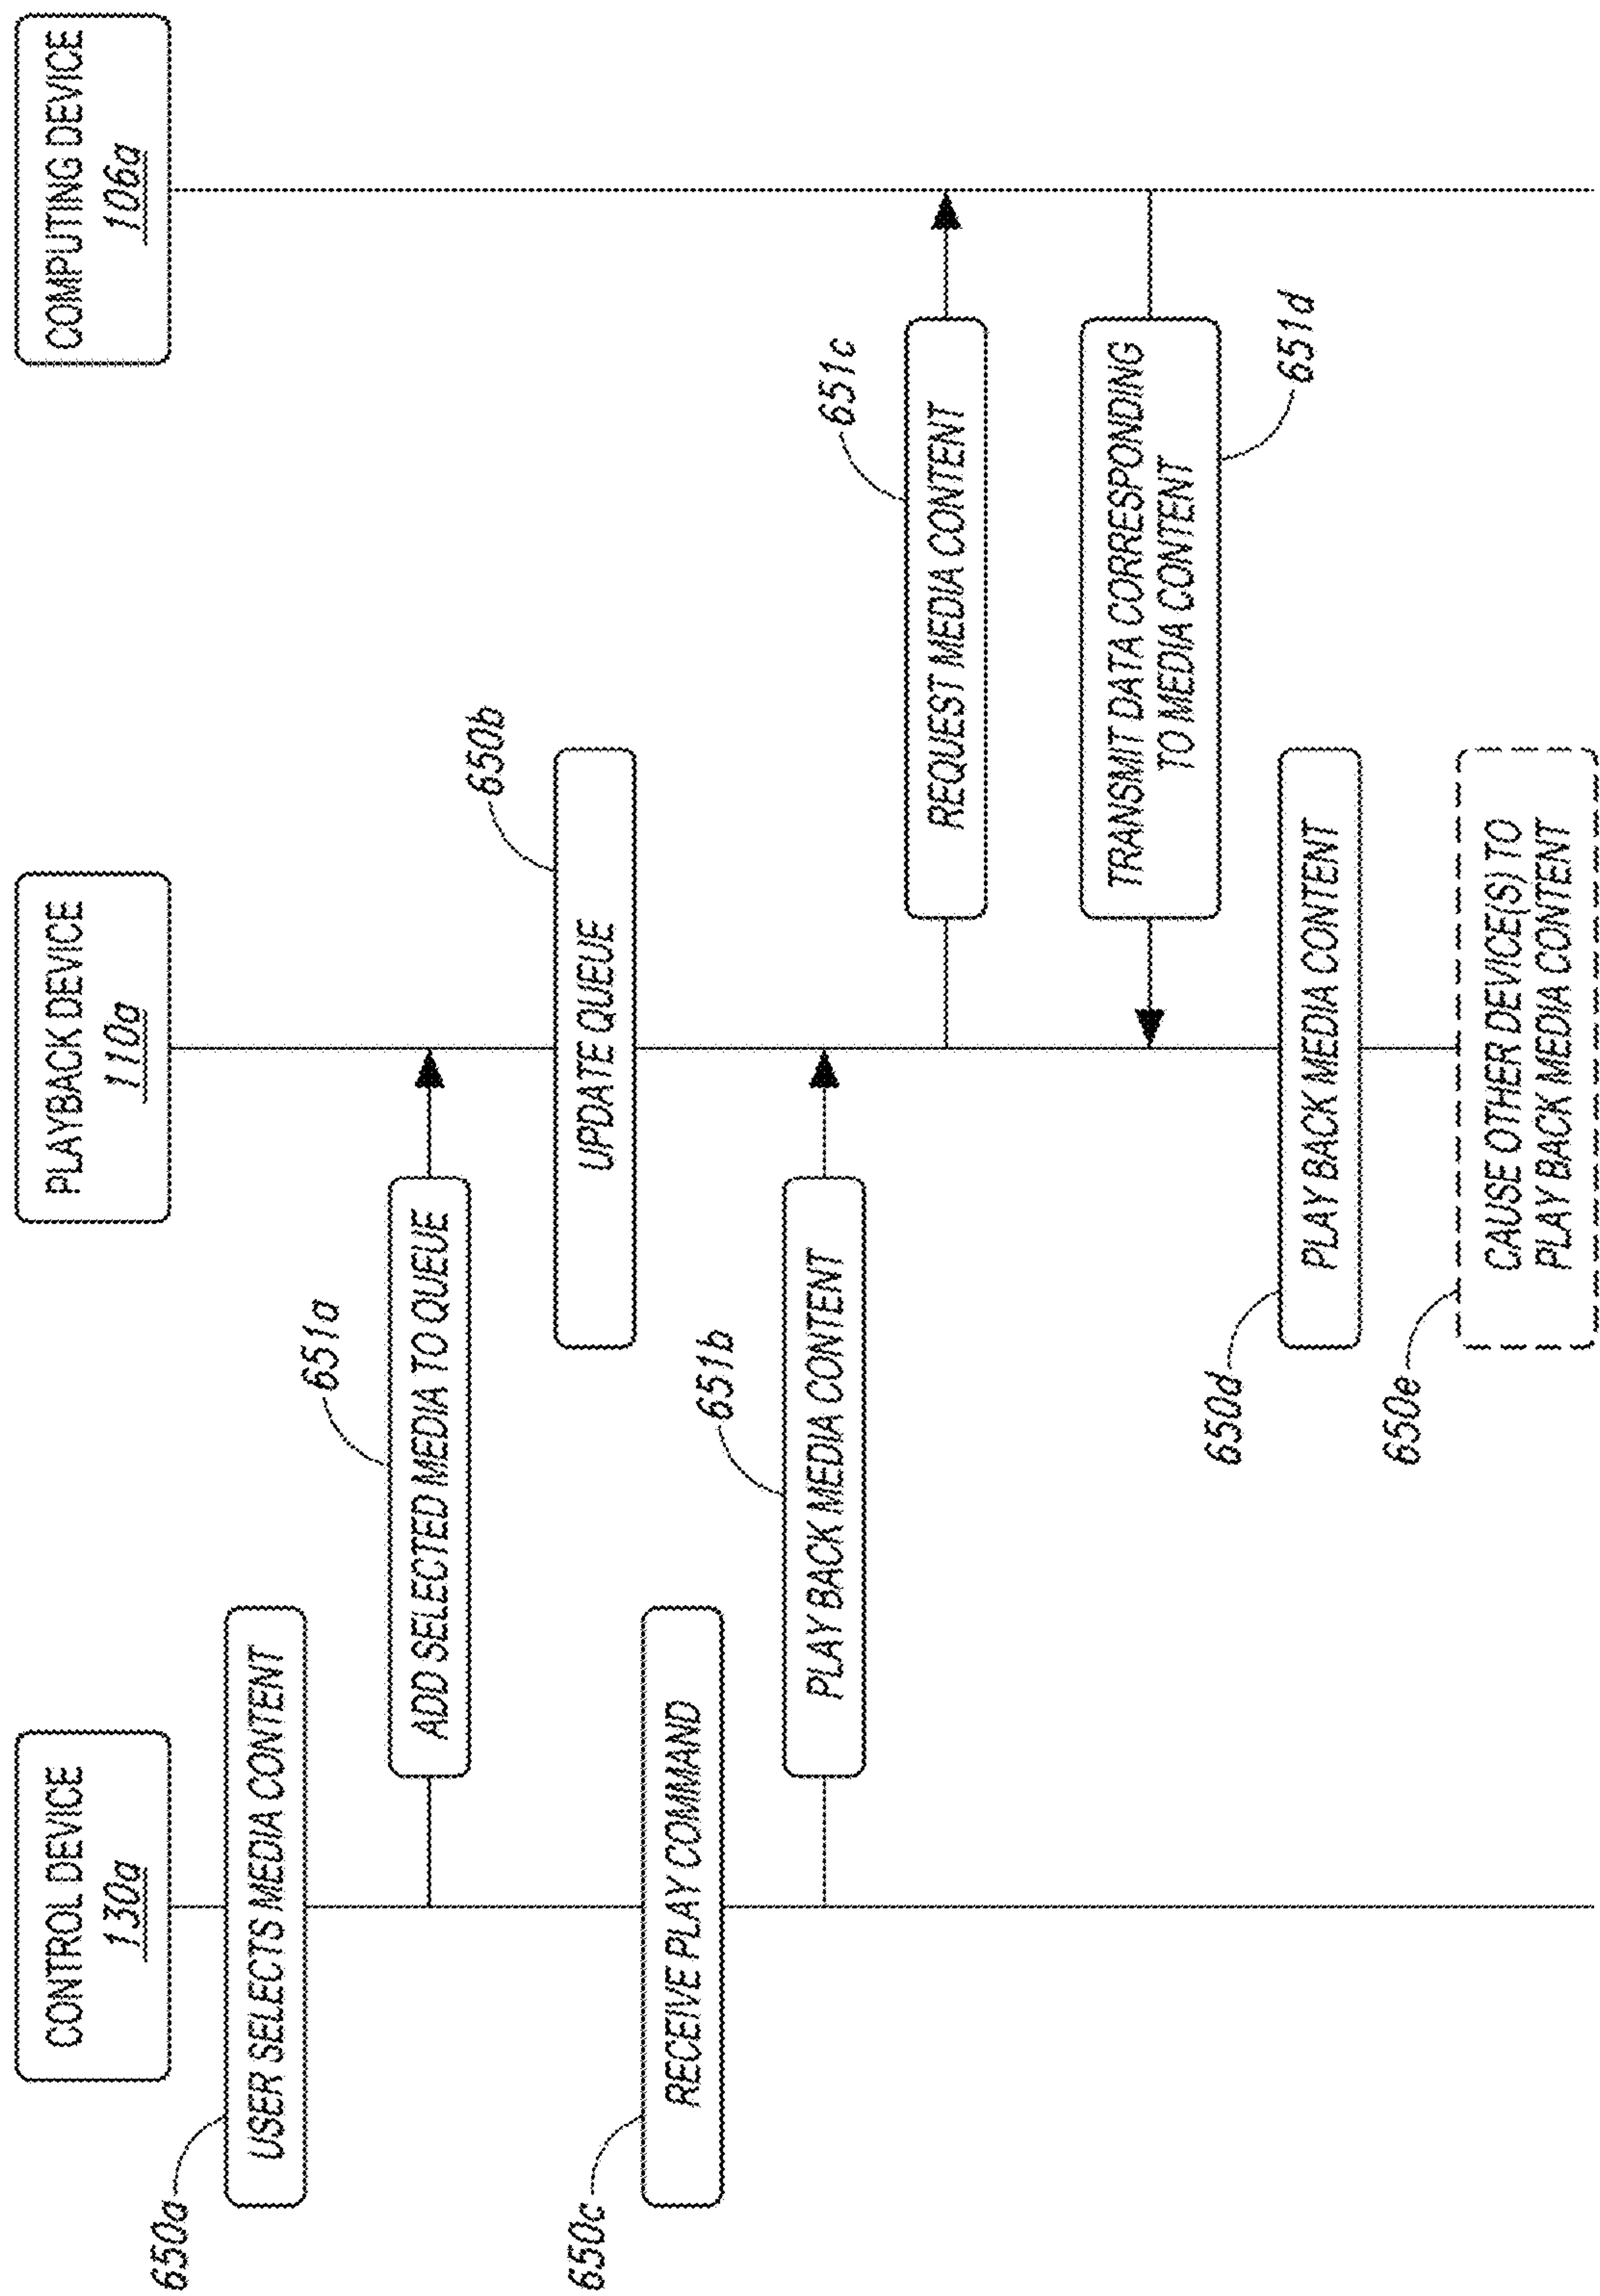 CONTROL DEVICE
130a
PLAYBACK DEVICE
110a
COMPUTING DEVICE
106a
650a
USER SELECTS MEDIA CONTENT
651a
ADD SELECTED MEDIA TO QUEUE
650b
UPDATE QUEUE
650c
RECEIVE PLAY COMMAND
651b
PLAY BACK MEDIA CONTENT
651c
REQUEST MEDIA CONTENT
TRANSMIT DATA CORRESPONDING
TO MEDIA CONTENT
651d
650d
PLAY BACK MEDIA CONTENT
650e
CAUSE OTHER DEVICE(S) TO
PLAY BACK MEDIA CONTENT